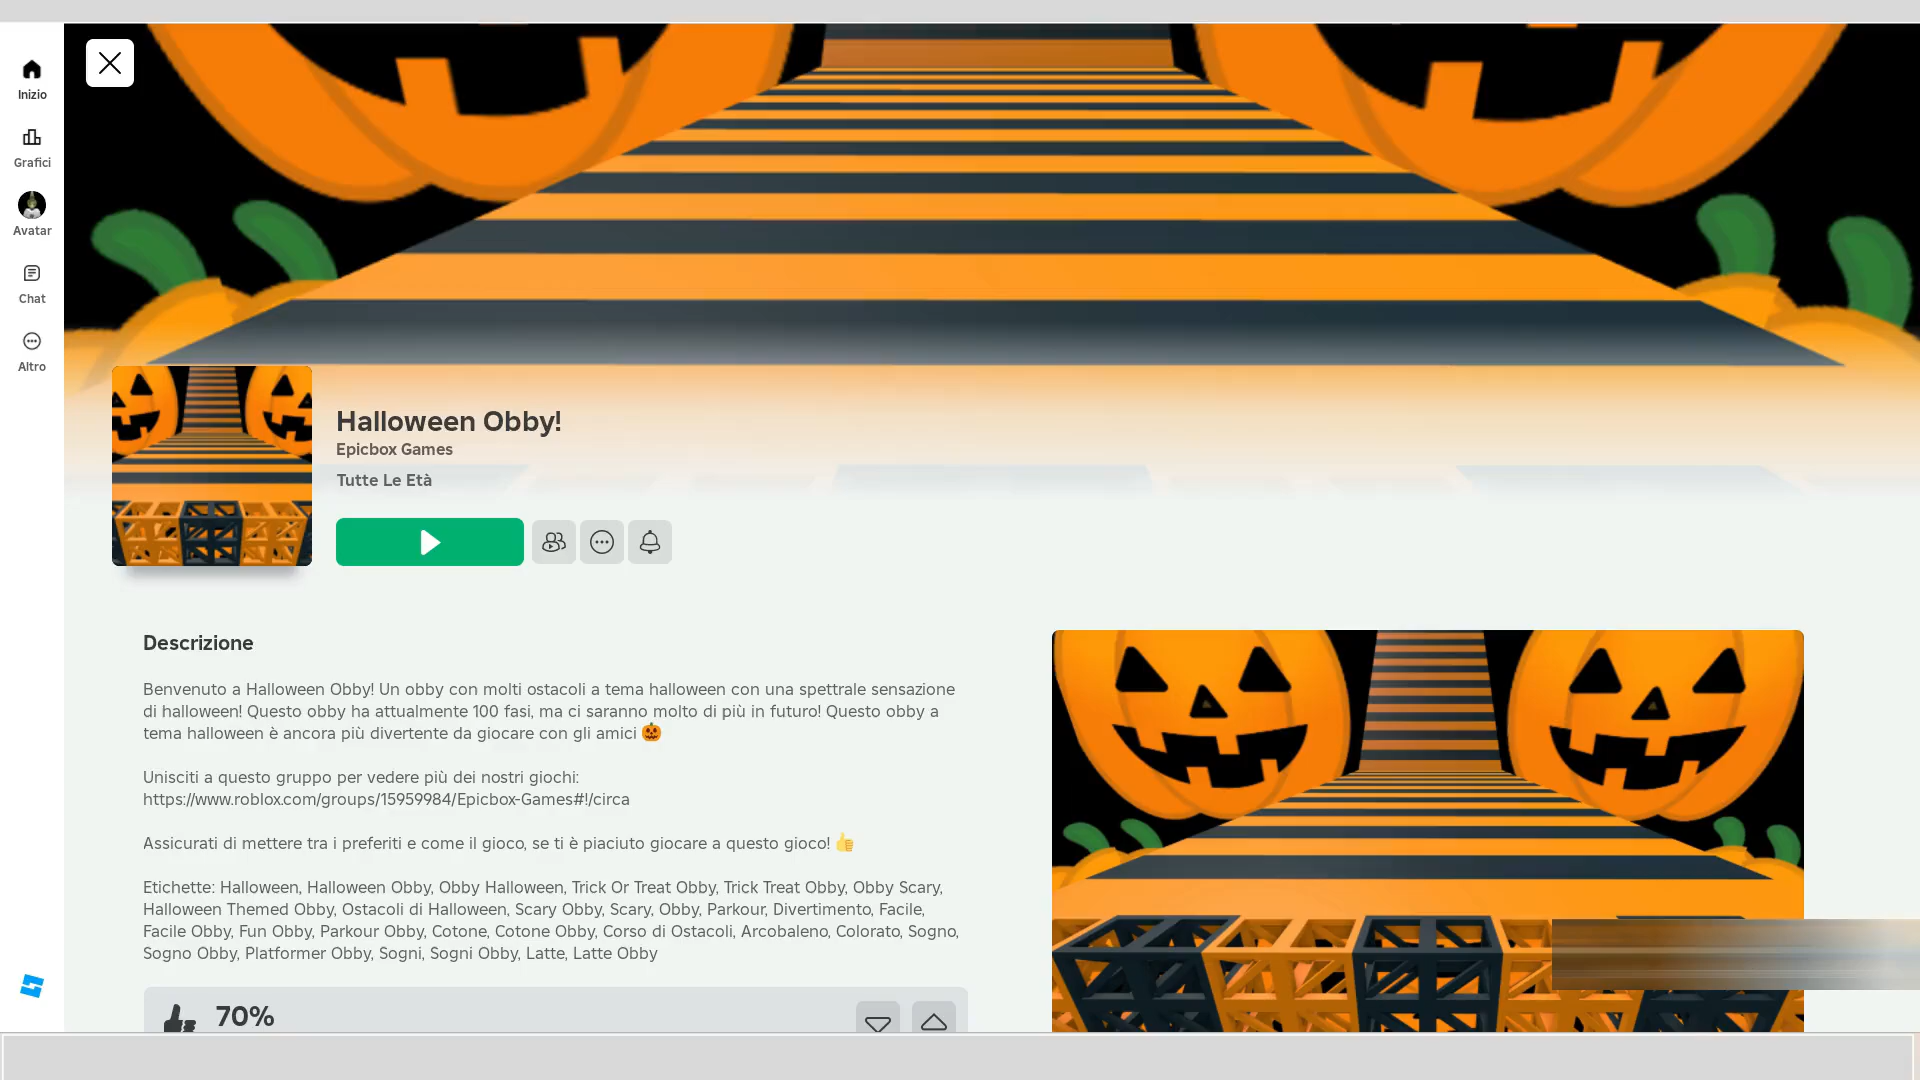 Inizio
Grafici
Avatar
Chat
Altro
Halloween Obby!
Epicbox Games
Tutte Le Età
Descrizione
Benvenuto a Halloween Obby! Un obby con molti ostacoli a tema halloween con una spettrale sensazione
di halloween! Questo obby ha attualmente 100 fasi, ma ci saranno molto di più in futuro! Questo obby a
tema halloween è ancora più divertente da giocare con gli amici 🎃
Unisciti a questo gruppo per vedere più dei nostri giochi:
https://www.roblox.com/groups/15959984/Epicbox-Games#!/circa
Assicurati di mettere tra i preferiti e come il gioco, se ti è piaciuto giocare a questo gioco! 👍
Etichette: Halloween, Halloween Obby, Obby Halloween, Trick Or Treat Obby, Trick Treat Obby, Obby Scary,
Halloween Themed Obby, Ostacoli di Halloween, Scary Obby, Scary, Obby, Parkour, Divertimento, Facile,
Facile Obby, Fun Obby, Parkour Obby, Cotone, Cotone Obby, Corso di Ostacoli, Arcobaleno, Colorato, Sogno,
Sogno Obby, Platformer Obby, Sogni, Sogni Obby, Latte, Latte Obby
70%